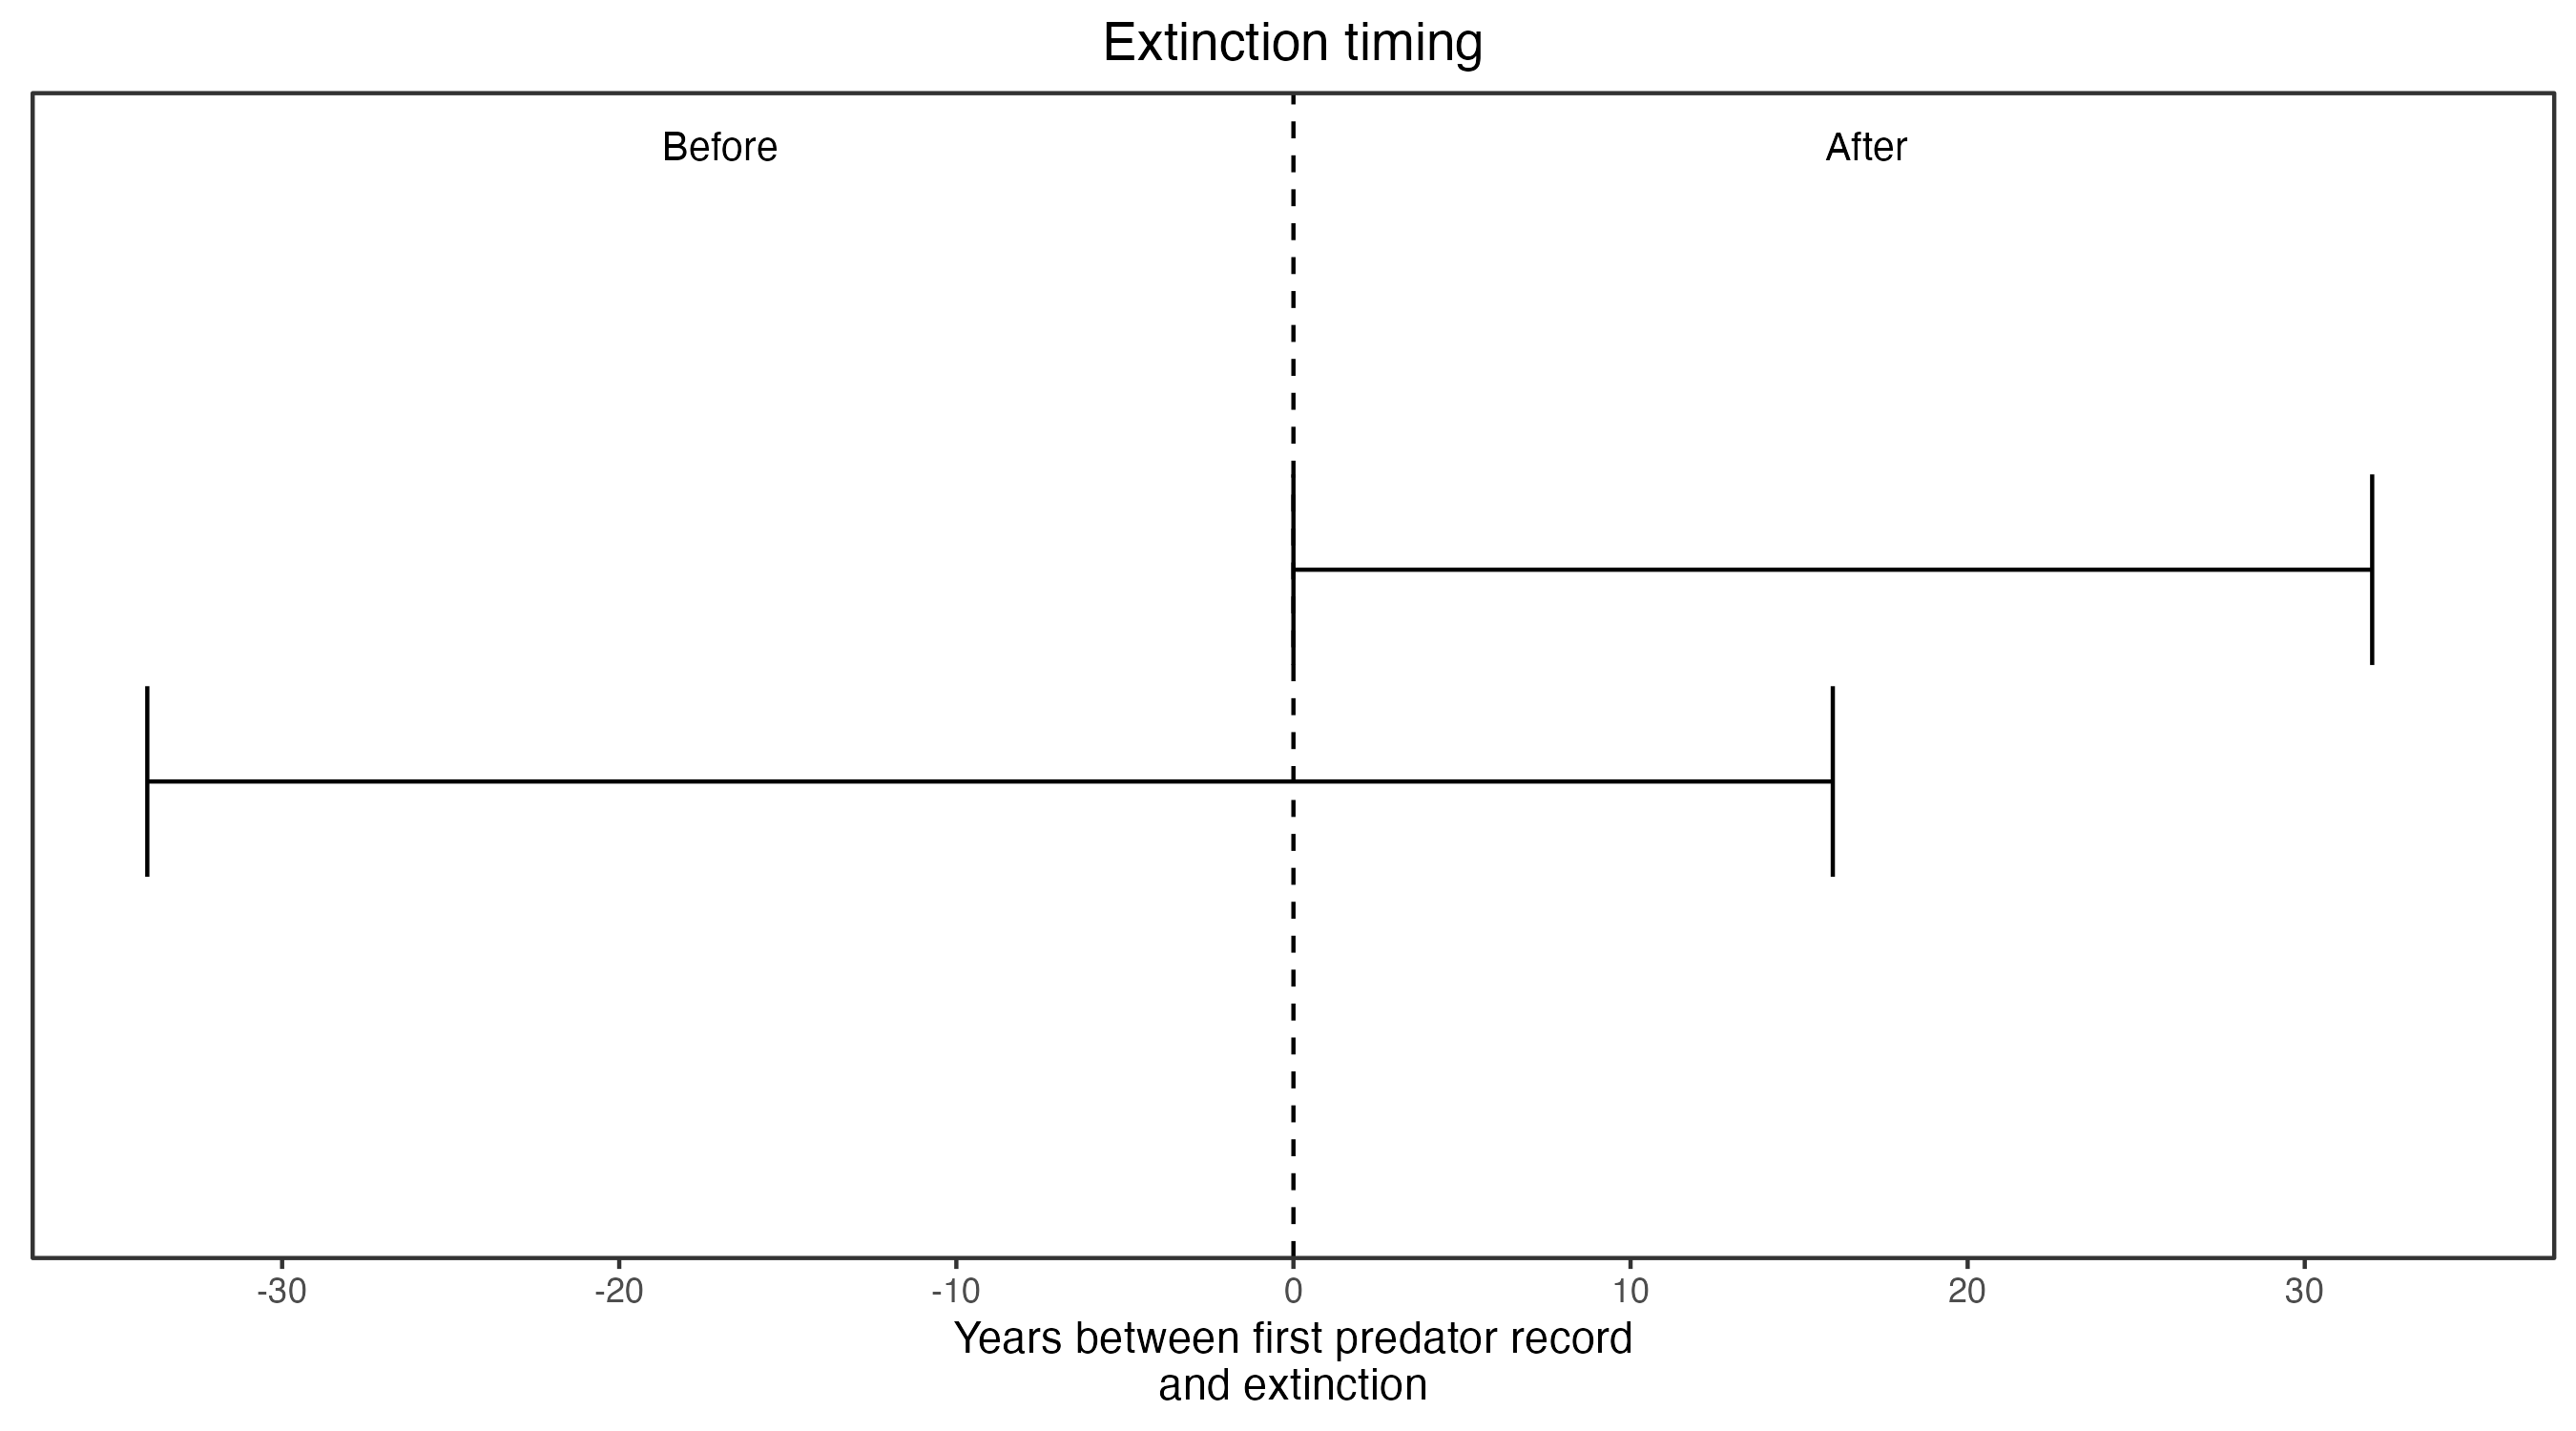 Extinction timing
Before After
-30 -20 -10 0 10 20 30
Years between first predator record
and extinction